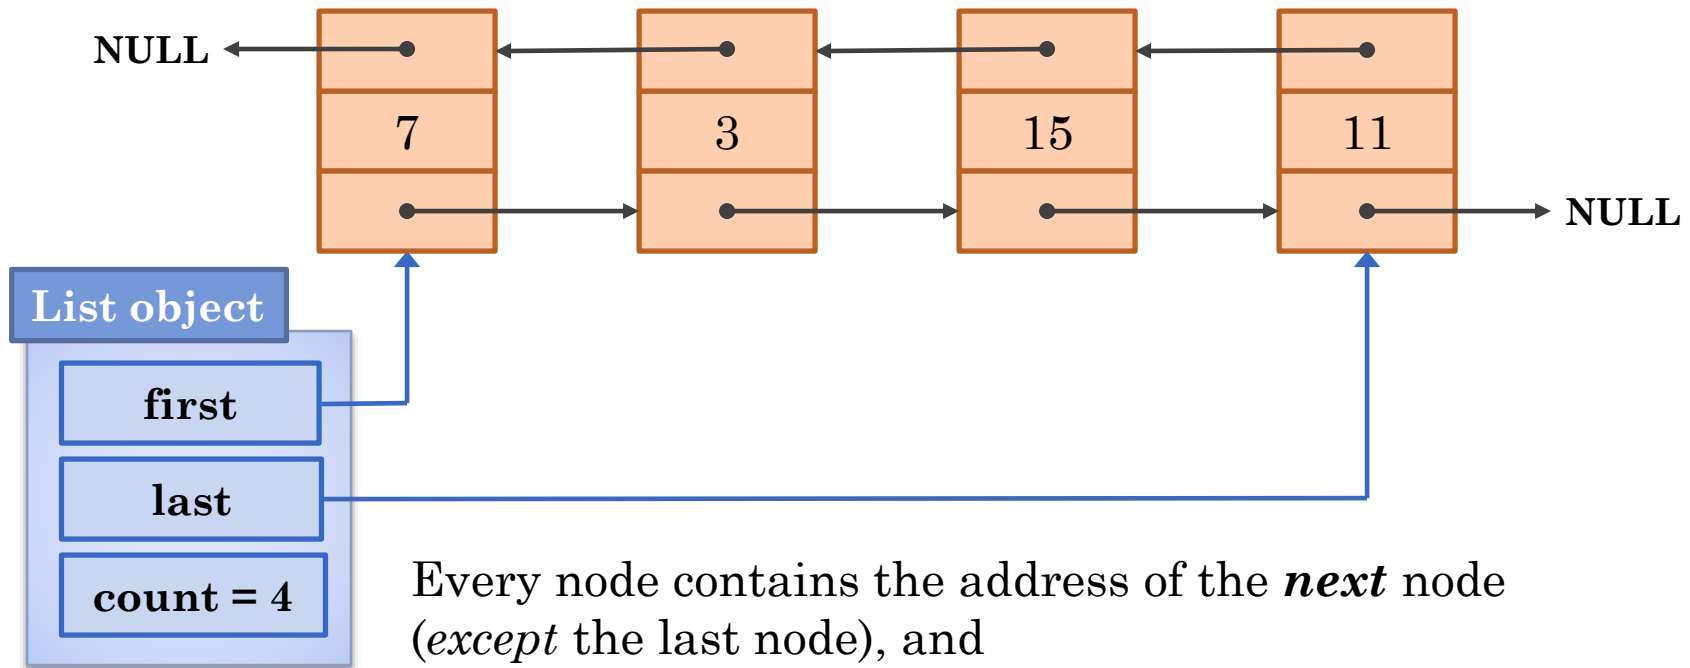 NULL
7
3
15
11
NULL
List object
first
last
count = 4
Every node contains the address of the next node
(except the last node), and